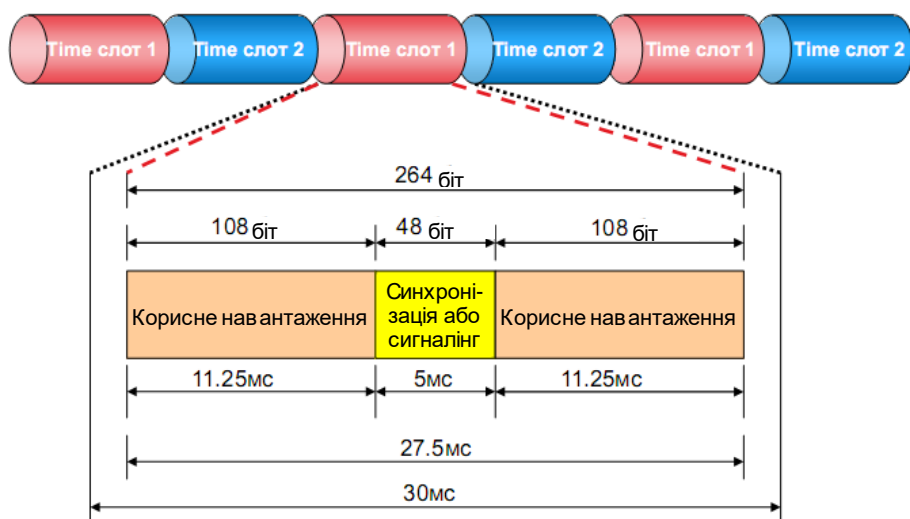 Time слот 1 Time слот 2 Time слот 1 Time слот 2 Time слот 1 Time слот 2
264 біт
108 біт 48 біт 108 біт
Корисне навантаження
Синхроні-
зація або
сигналінг
Корисне навантаження
11.25мс 5мс 11.25мс
27.5мс
30мс